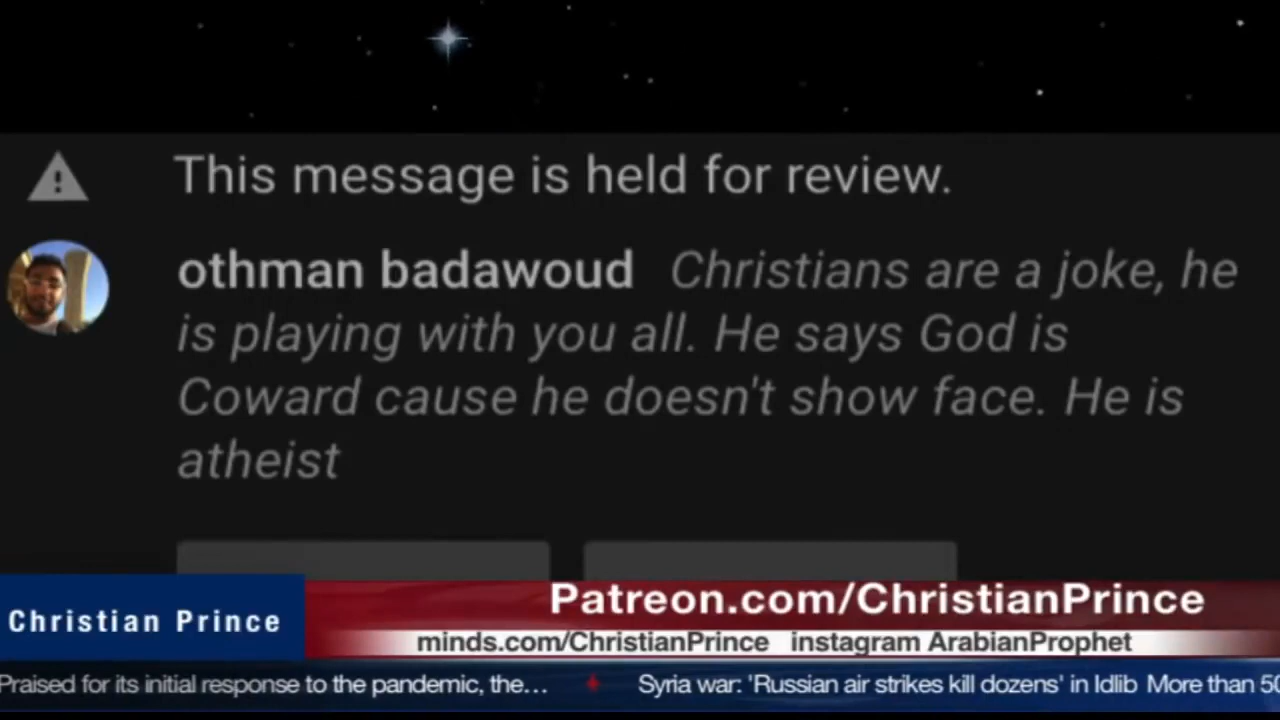 This message is held for review.
othman badawoud Christians are a joke, he
is playing with you all. He says God is
Coward cause he doesn't show face. He is
atheist
Christian Prince
Patreon.com/ChristianPrince
minds.com/ChristianPrince instagram ArabianProphet
Praised for its initial response to the pandemic, the... Syria war: 'Russian air strikes kill dozens' in Idlib More than 50